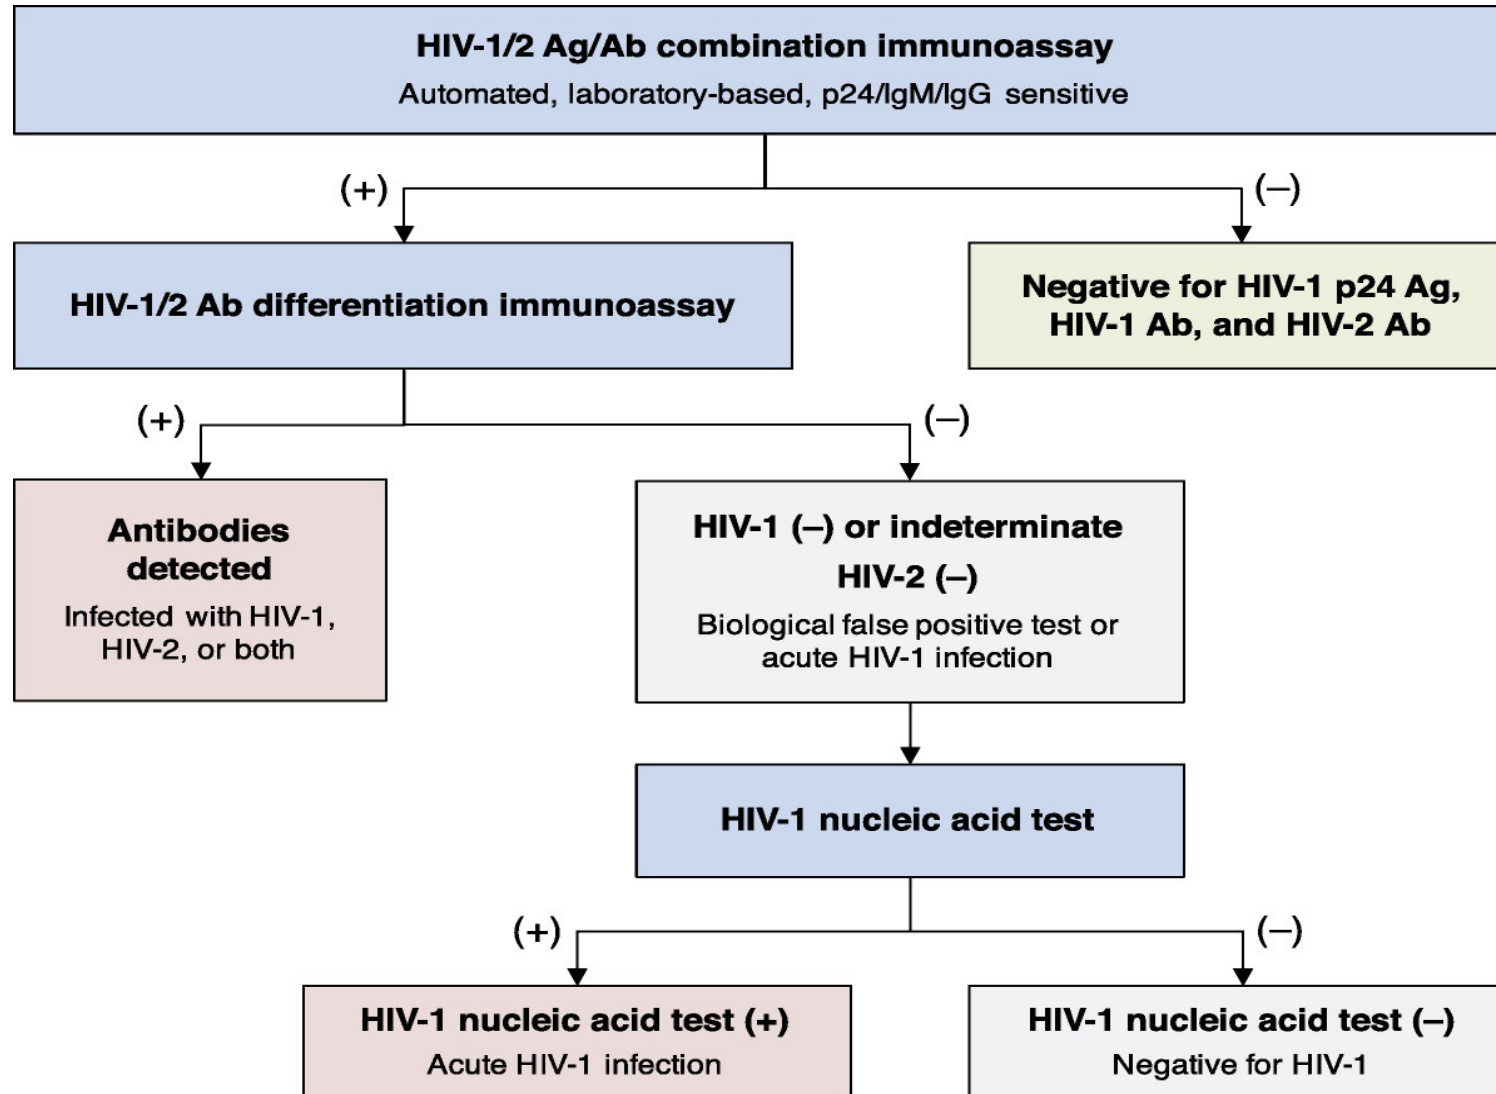 HIV-1/2 Ag/Ab combination immunoassay
Automated, laboratory-based, p24/IgM/IgG sensitive
(+)
(–)
HIV-1/2 Ab differentiation immunoassay
Negative for HIV-1 p24 Ag,
HIV-1 Ab, and HIV-2 Ab
(+)
(–)
Antibodies
detected
Infected with HIV-1,
HIV-2, or both
HIV-1 (–) or indeterminate
HIV-2 (–)
Biological false positive test or
acute HIV-1 infection
HIV-1 nucleic acid test
(+)
(–)
HIV-1 nucleic acid test (+)
Acute HIV-1 infection
HIV-1 nucleic acid test (–)
Negative for HIV-1